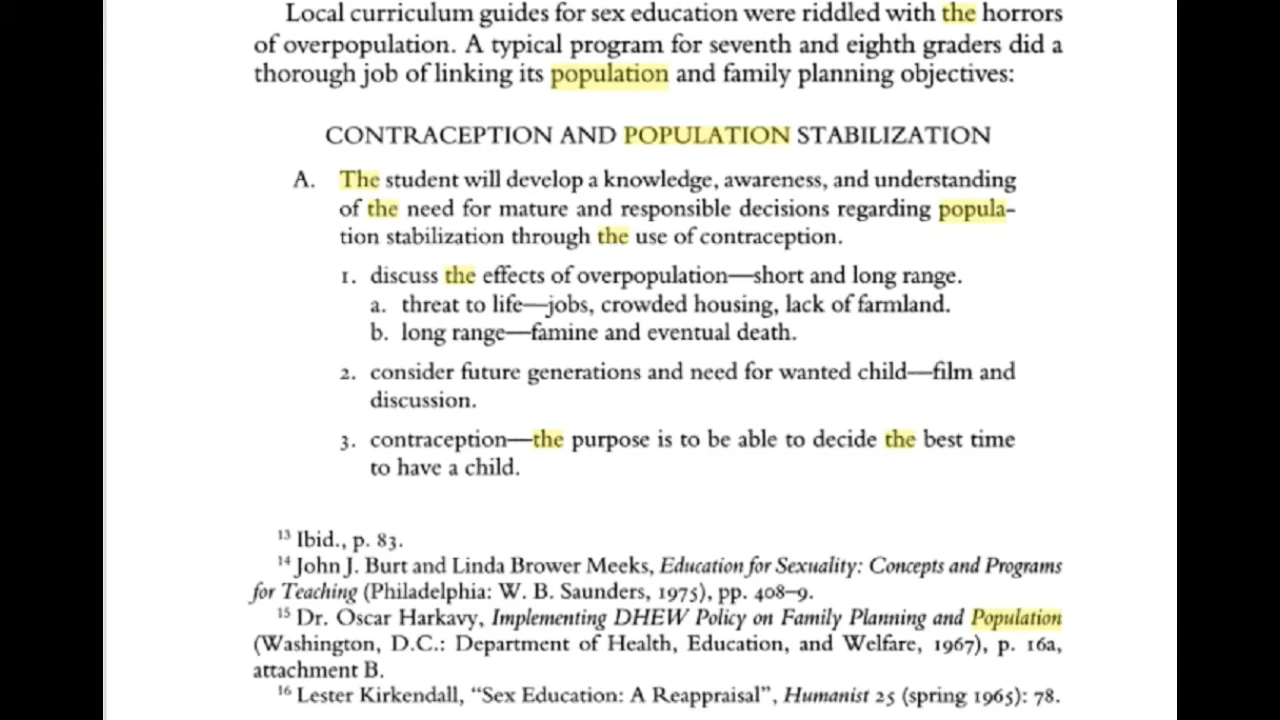 Local curriculum guides for sex education were riddled with the horrors
of overpopulation. A typical program for seventh and eighth graders did a
thorough job of linking its population and family planning objectives:
CONTRACEPTION AND POPULATION STABILIZATION
A. The student will develop a knowledge, awareness, and understanding
of the need for mature and responsible decisions regarding popula-
tion stabilization through the use of contraception.
1. discuss the effects of overpopulation—short and long range.
a. threat to life—jobs, crowded housing, lack of farmland.
b. long range—famine and eventual death.
2. consider future generations and need for wanted child—film and
discussion.
3. contraception—the purpose is to be able to decide the best time
to have a child.
13 Ibid., p. 83.
14 John J. Burt and Linda Brower Meeks, Education for Sexuality: Concepts and Programs
for Teaching (Philadelphia: W. B. Saunders, 1975), pp. 408–9.
15 Dr. Oscar Harkavy, Implementing DHEW Policy on Family Planning and Population
(Washington, D.C.: Department of Health, Education, and Welfare, 1967), p. 16a,
attachment B.
16 Lester Kirkendall, “Sex Education: A Reappraisal”, Humanist 25 (spring 1965): 78.